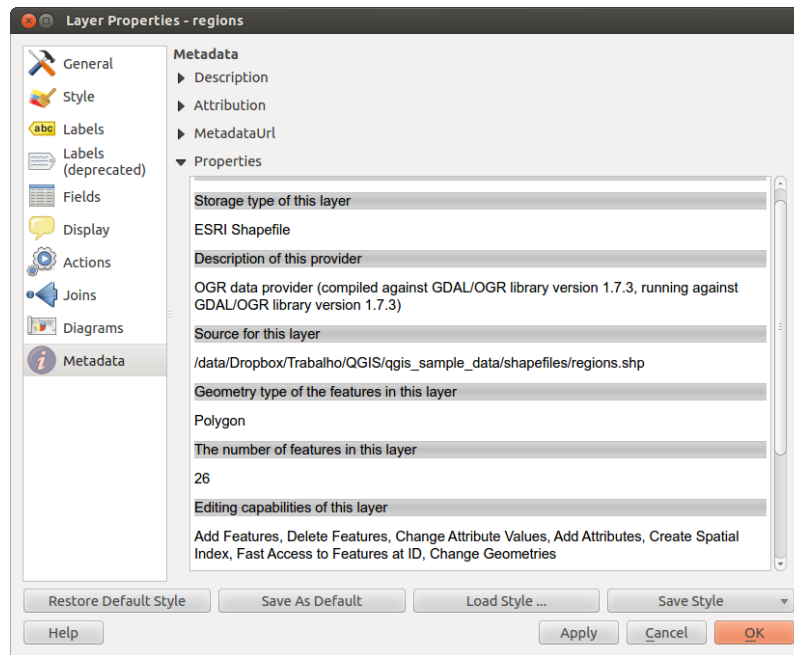 Layer Properties - regions
General
Style
abc Labels
Labels
(deprecated)
Fields
Display
Actions
Joins
Diagrams
Metadata
Metadata
Description
Attribution
MetadataUrl
Properties
Storage type of this layer
ESRI Shapefile
Description of this provider
OGR data provider (compiled against GDAL/OGR library version 1.7.3, running against
GDAL/OGR library version 1.7.3)
Source for this layer
/data/Dropbox/Trabalho/QGIS/qgis_sample_data/shapefiles/regions.shp
Geometry type of the features in this layer
Polygon
The number of features in this layer
26
Editing capabilities of this layer
Add Features, Delete Features, Change Attribute Values, Add Attributes, Create Spatial
Index, Fast Access to Features at ID, Change Geometries
Restore Default Style
Save As Default
Load Style ...
Save Style
Help
Apply
Cancel
OK